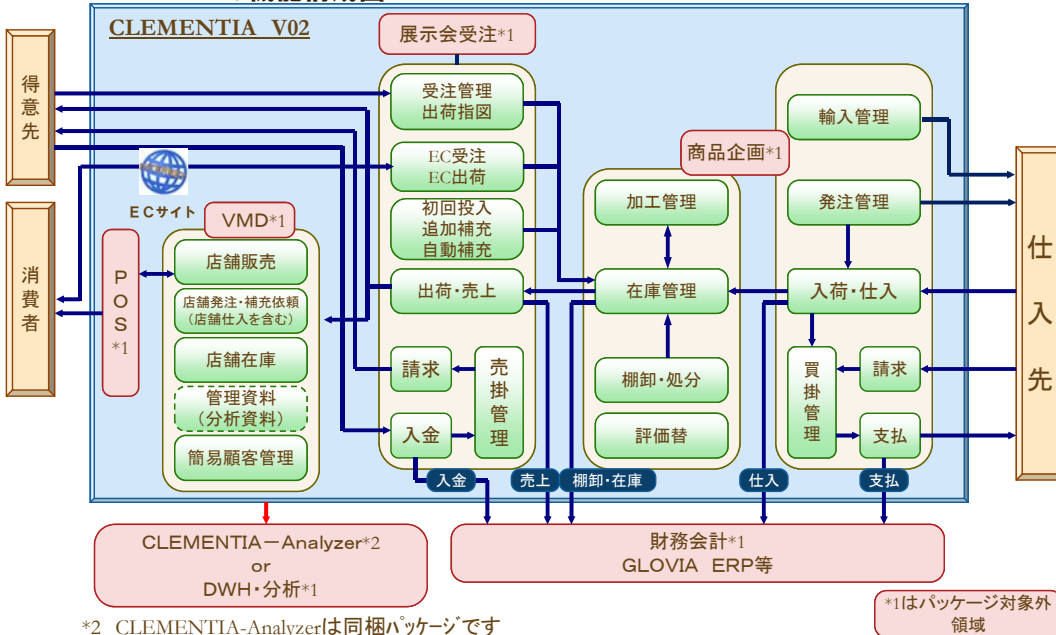 CLEMENTIA V02
展示会受注*1
得意先
受注管理
出荷指図
輸入管理
商品企画*1
EC受注
EC出荷
ECサイト
加工管理
発注管理
VMD*1
初回投入
追加補充
自動補充
仕入先
消費者
POS*1
店舗販売
店舗発注・補充依頼
(店舗仕入を含む)
出荷・売上
在庫管理
入荷・仕入
店舗在庫
請求
売掛管理
棚卸・処分
買掛管理
請求
管理資料
(分析資料)
入金
評価替
支払
簡易顧客管理
入金
売上
棚卸・在庫
仕入
支払
CLEMENTIA－Analyzer*2
or
DWH・分析*1
財務会計*1
GLOVIA ERP等
*1はパッケージ対象外
領域
*2 CLEMENTIA-Analyzerは同梱パッケージです